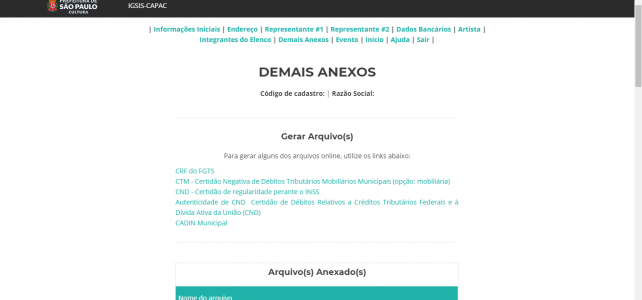 PREFEITURA DE
SÃO PAULO
CULTURA
IGSIS-CAPAC
| Informações Iniciais | Endereço | Representante #1 | Representante #2 | Dados Bancários | Artista |
Integrantes do Elenco | Demais Anexos | Evento | Início | Ajuda | Sair |
DEMAIS ANEXOS
Código de cadastro: | Razão Social:
Gerar Arquivo(s)
Para gerar alguns dos arquivos online, utilize os links abaixo:
CRF do FGTS
CTM - Certidão Negativa de Débitos Tributários Mobiliários Municipais (opção: mobiliária)
CND - Certidão de regularidade perante o INSS
Autenticidade de CND Certidão de Débitos Relativos a Créditos Tributários Federais e à
Dívida Ativa da União (CND)
CADIN Municipal
Arquivo(s) Anexado(s)
Nome do arquivo